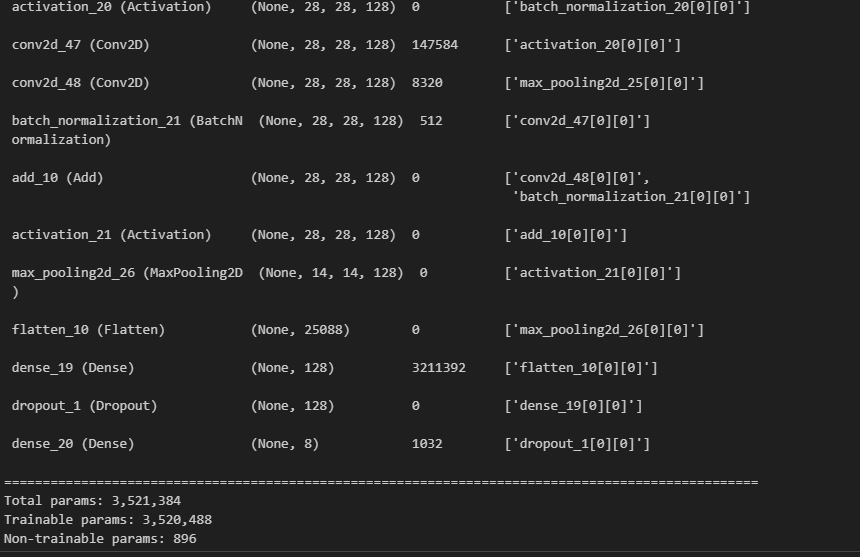 activation_20 (Activation) (None, 28, 28, 128) 0 ['batch_normalization_20[0][0]']
conv2d_47 (Conv2D) (None, 28, 28, 128) 147584 ['activation_20[0][0]']
conv2d_48 (Conv2D) (None, 28, 28, 128) 8320 ['max_pooling2d_25[0][0]']
batch_normalization_21 (BatchN (None, 28, 28, 128) 512 ['conv2d_47[0][0]']
ormalization)
add_10 (Add) (None, 28, 28, 128) 0 ['conv2d_48[0][0]',
'batch_normalization_21[0][0]']
activation_21 (Activation) (None, 28, 28, 128) 0 ['add_10[0][0]']
max_pooling2d_26 (MaxPooling2D (None, 14, 14, 128) 0 ['activation_21[0][0]']
)
flatten_10 (Flatten) (None, 25088) 0 ['max_pooling2d_26[0][0]']
dense_19 (Dense) (None, 128) 3211392 ['flatten_10[0][0]']
dropout_1 (Dropout) (None, 128) 0 ['dense_19[0][0]']
dense_20 (Dense) (None, 8) 1032 ['dropout_1[0][0]']
==================================================================================================
Total params: 3,521,384
Trainable params: 3,520,488
Non-trainable params: 896